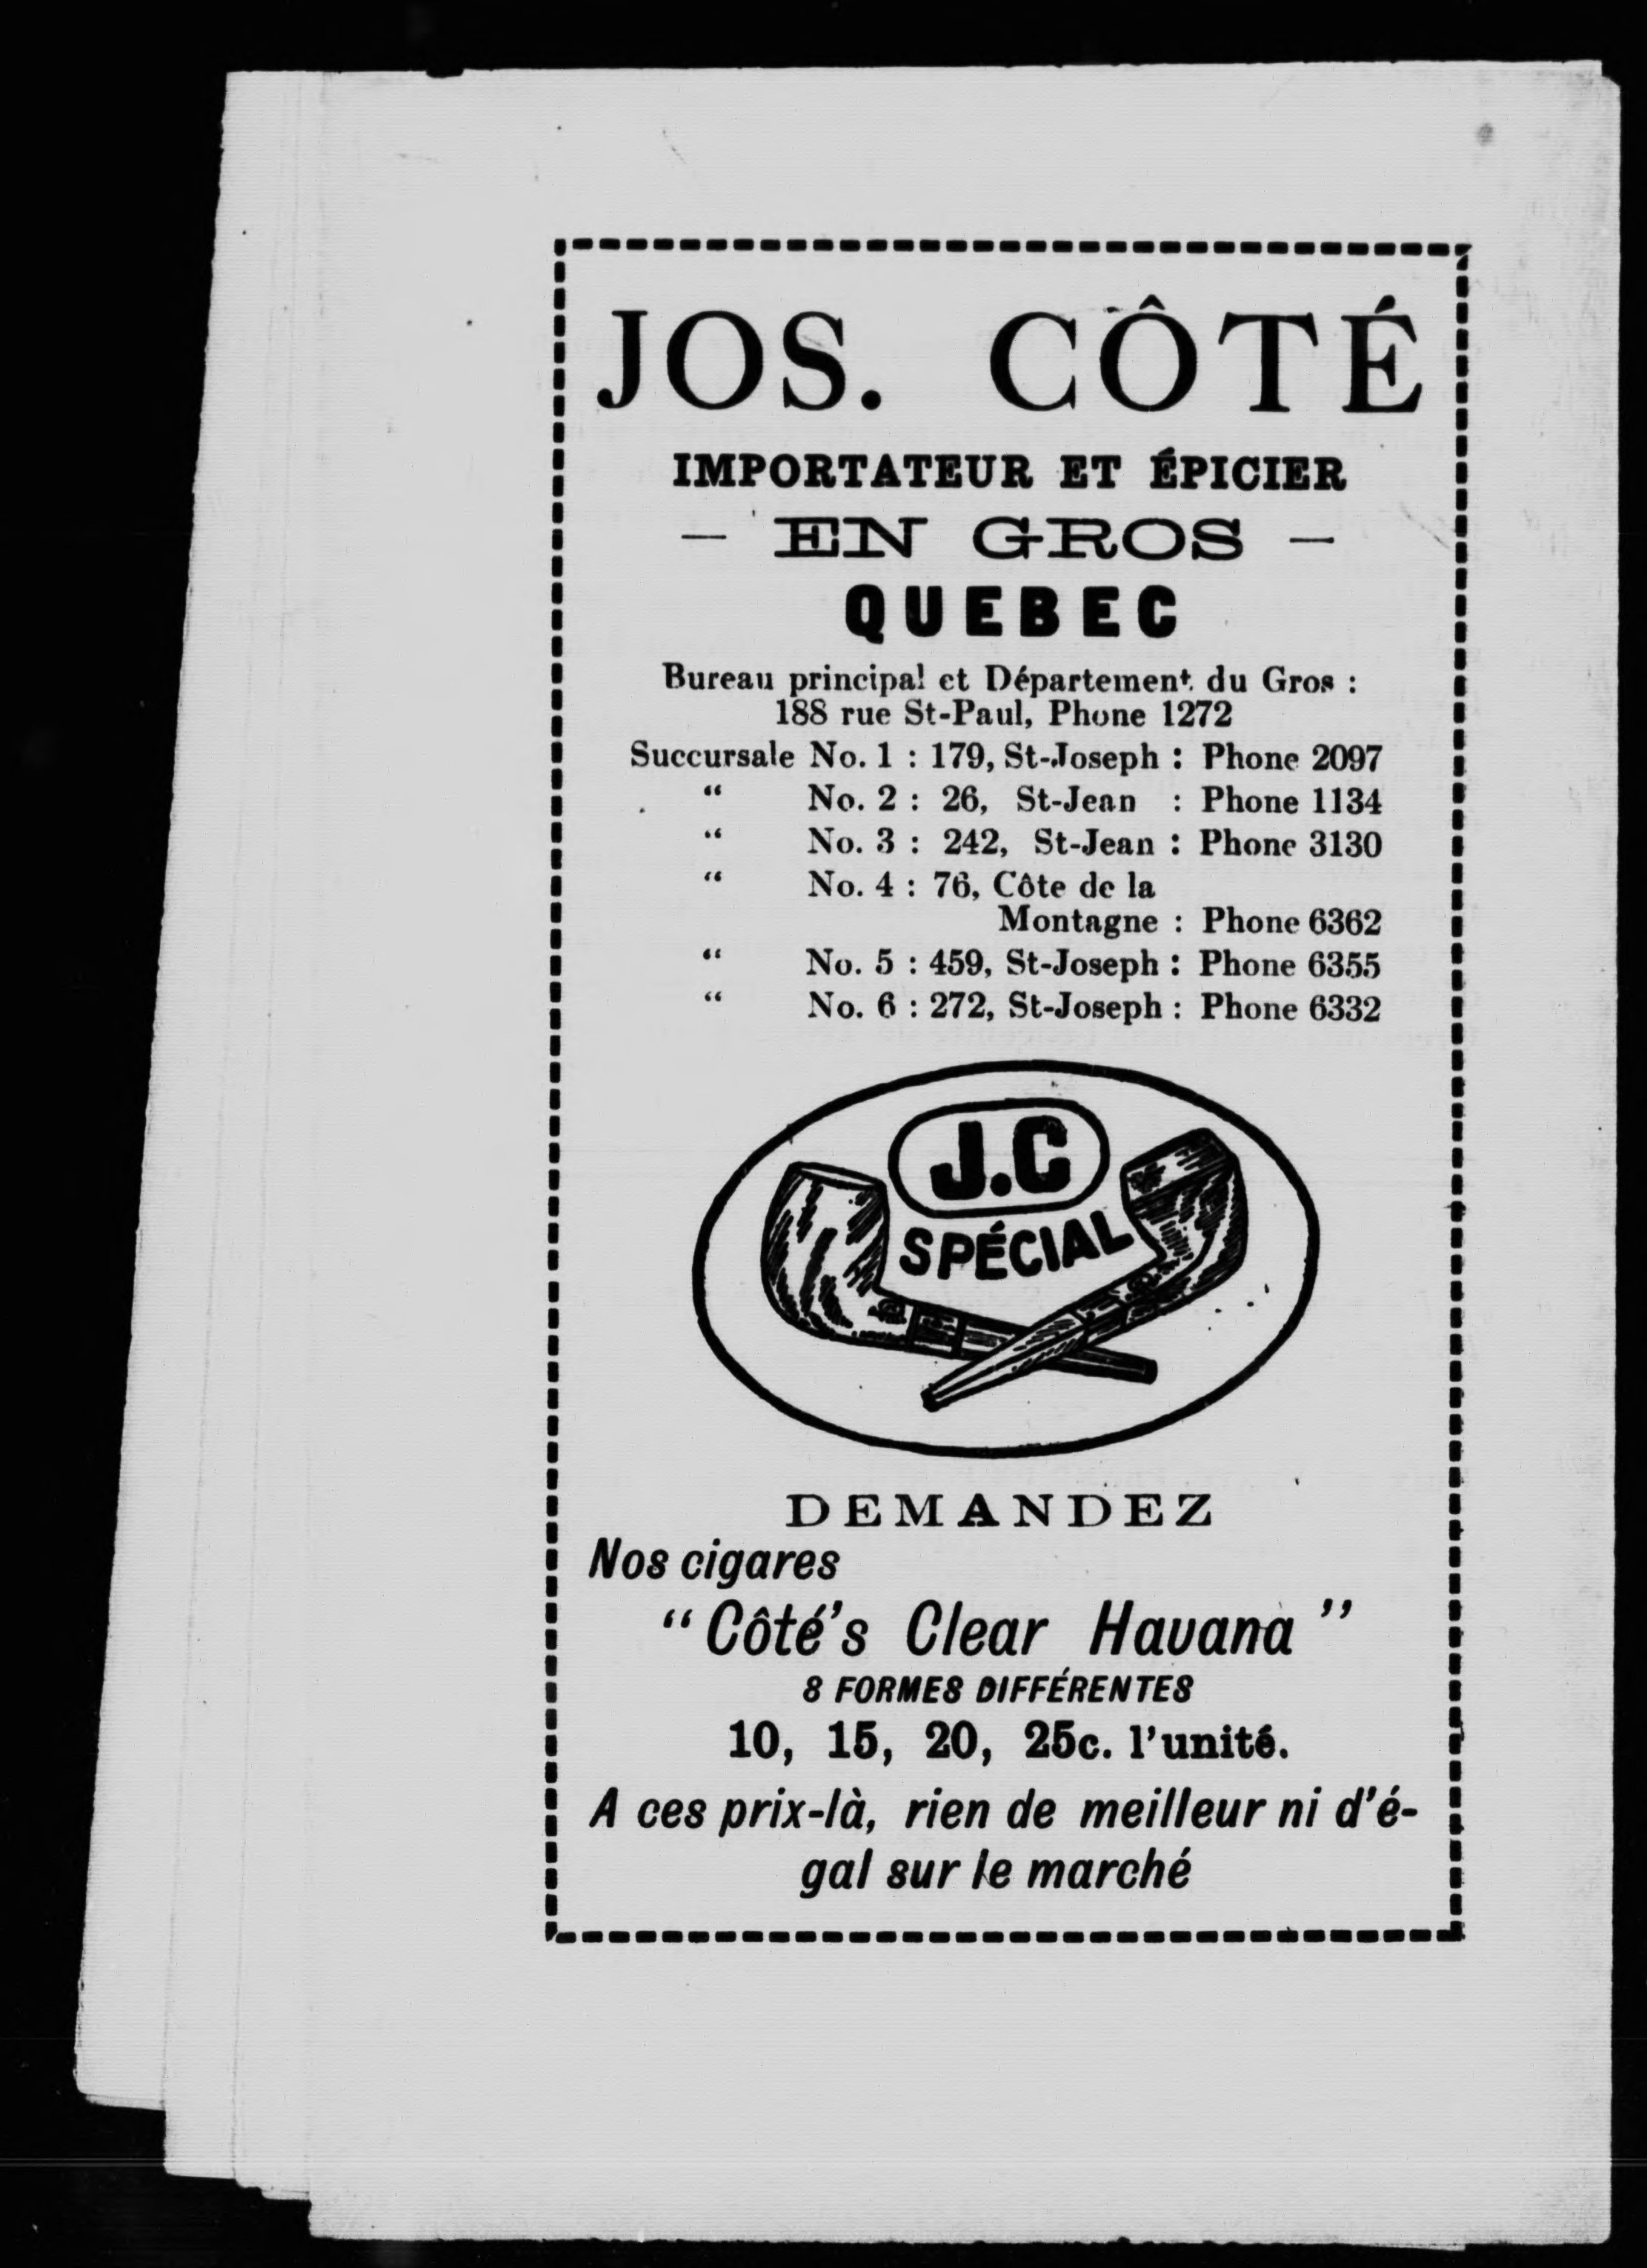 JOS. CÔTÉ
IMPORTATEUR ET ÉPICIER
— EN GROS —
QUEBEC
Bureau principal et Département du Gros :
188 rue St-Paul, Phone 1272
Succursale No. 1 : 179, St-Joseph : Phone 2097
“ No. 2 : 26, St-Jean : Phone 1134
“ No. 3 : 242, St-Jean : Phone 3130
“ No. 4 : 76, Côte de la
Montagne : Phone 6362
“ No. 5 : 459, St-Joseph : Phone 6355
“ No. 6 : 272, St-Joseph : Phone 6332
J.C
SPÉCIAL
DEMANDEZ
Nos cigares
“ Côté’s Clear Havana ”
8 FORMES DIFFÉRENTES
10, 15, 20, 25c. l’unité.
A ces prix-là, rien de meilleur ni d’é-
gal sur le marché